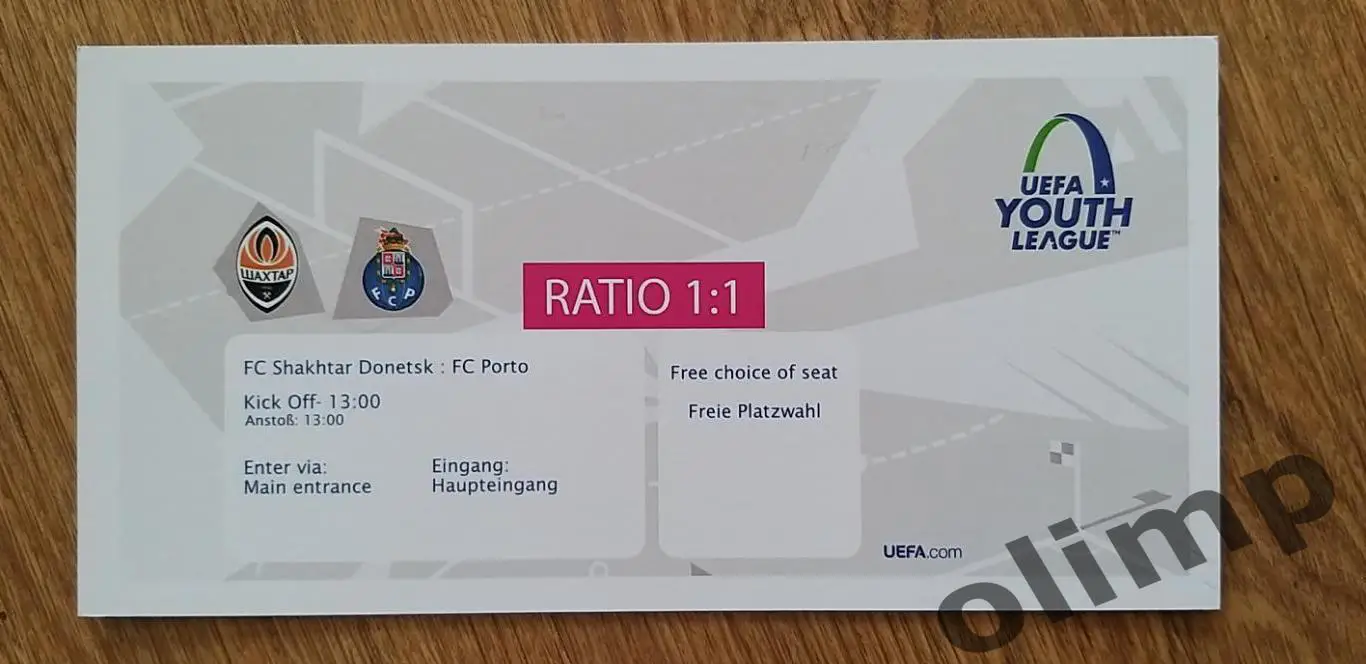 UEFA
YOUTH
LEAGUE™
ШАХТАР
FCP
RATIO 1:1
FC Shakhtar Donetsk : FC Porto
Kick Off- 13:00
Anstoß: 13:00
Enter via:
Main entrance
Eingang:
Haupteingang
Free choice of seat
Freie Platzwahl
UEFA.com
olimp